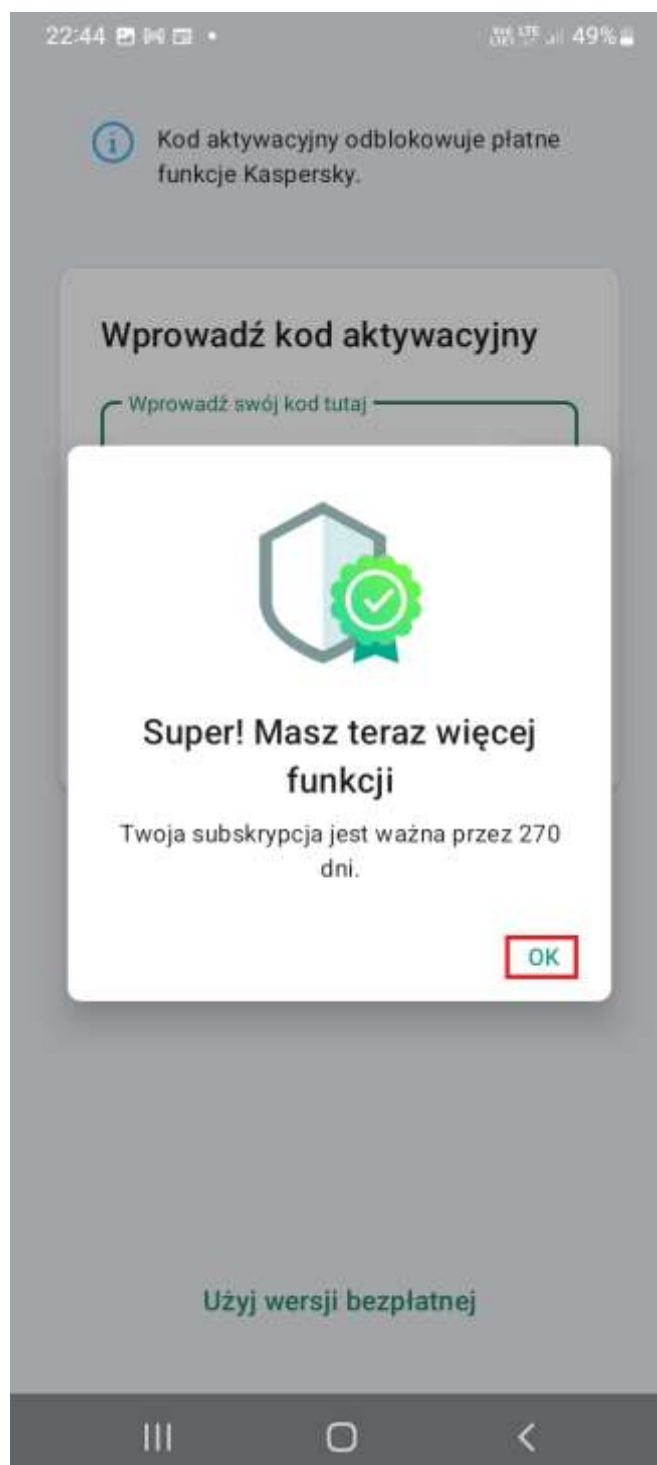 22:44
49%
Kod aktywacyjny odblokowuje płatne
funkcje Kaspersky.
Wprowadź kod aktywacyjny
Wprowadź swój kod tutaj
Super! Masz teraz więcej
funkcji
Twoja subskrypcja jest ważna przez 270
dni.
OK
Użyj wersji bezpłatnej